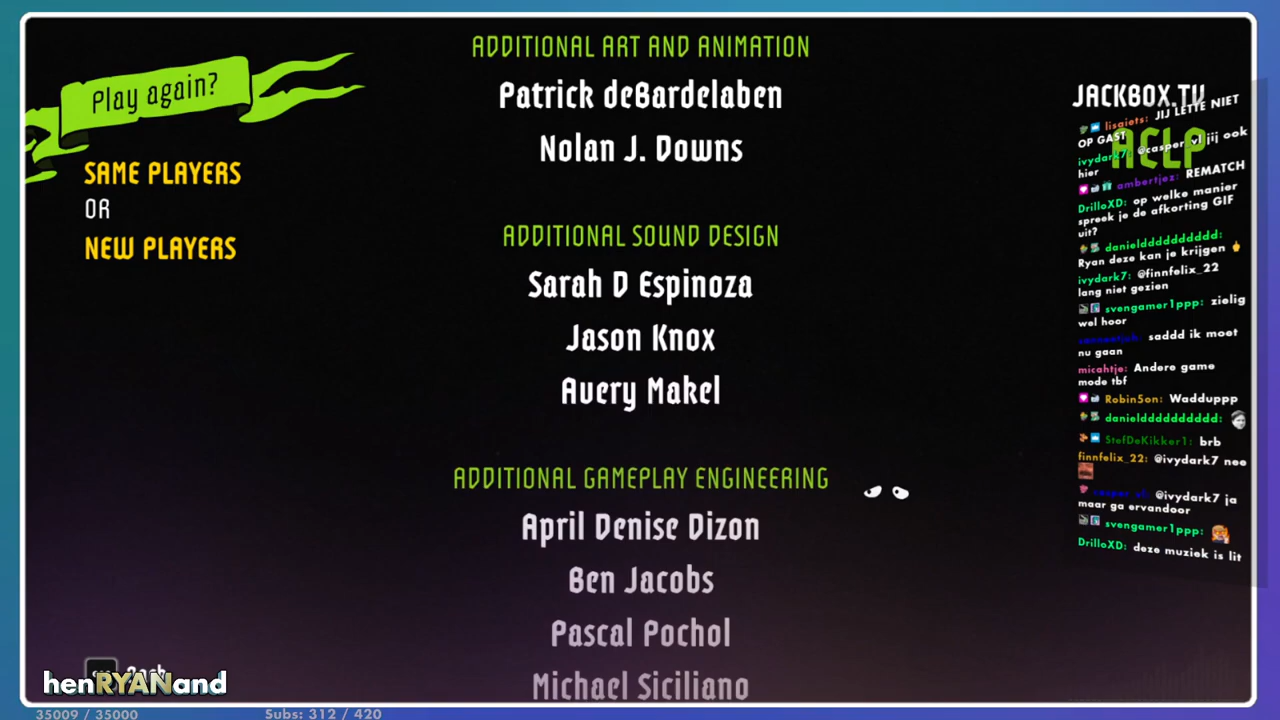 Play again?
SAME PLAYERS
OR
NEW PLAYERS
ADDITIONAL ART AND ANIMATION
Patrick deBardelaben
Nolan J. Downs
ADDITIONAL SOUND DESIGN
Sarah D Espinoza
Jason Knox
Avery Makel
ADDITIONAL GAMEPLAY ENGINEERING
April Denise Dizon
Ben Jacobs
Pascal Pochol
Michael Siciliano
JACKBOX.TV
lisaiets: JIJ LETTE NIET
OP GAST
ivydark7: @casper_vl jij ook
hier
ambertjez: REMATCH
DrilloXD: op welke manier
spreek je de afkorting GIF
uit?
danieldddddddddd:
Ryan deze kan je krijgen
ivydark7: @finnfelix_22
lang niet gezien
svengamer1ppp: zielig
wel hoor
saddd ik moet
nu gaan
micahtje: Andere game
mode tbf
Robin5on: Wadduppp
danieldddddddddd:
StefDeKikker1: brb
finnfelix_22: @ivydark7 nee
casper_vl: @ivydark7 ja
maar ga ervandoor
svengamer1ppp:
DrilloXD: deze muziek is lit
henRYANand
35009 / 35000
Subs: 312 / 420